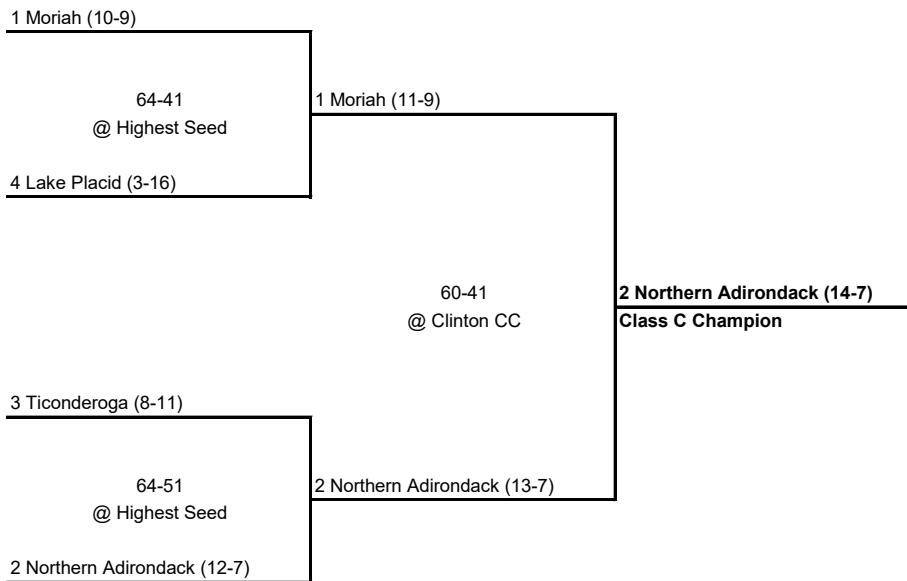 1 Moriah (10-9)
64-41
@ Highest Seed
1 Moriah (11-9)
4 Lake Placid (3-16)
60-41
@ Clinton CC
2 Northern Adirondack (14-7)
Class C Champion
3 Ticonderoga (8-11)
64-51
@ Highest Seed
2 Northern Adirondack (13-7)
2 Northern Adirondack (12-7)